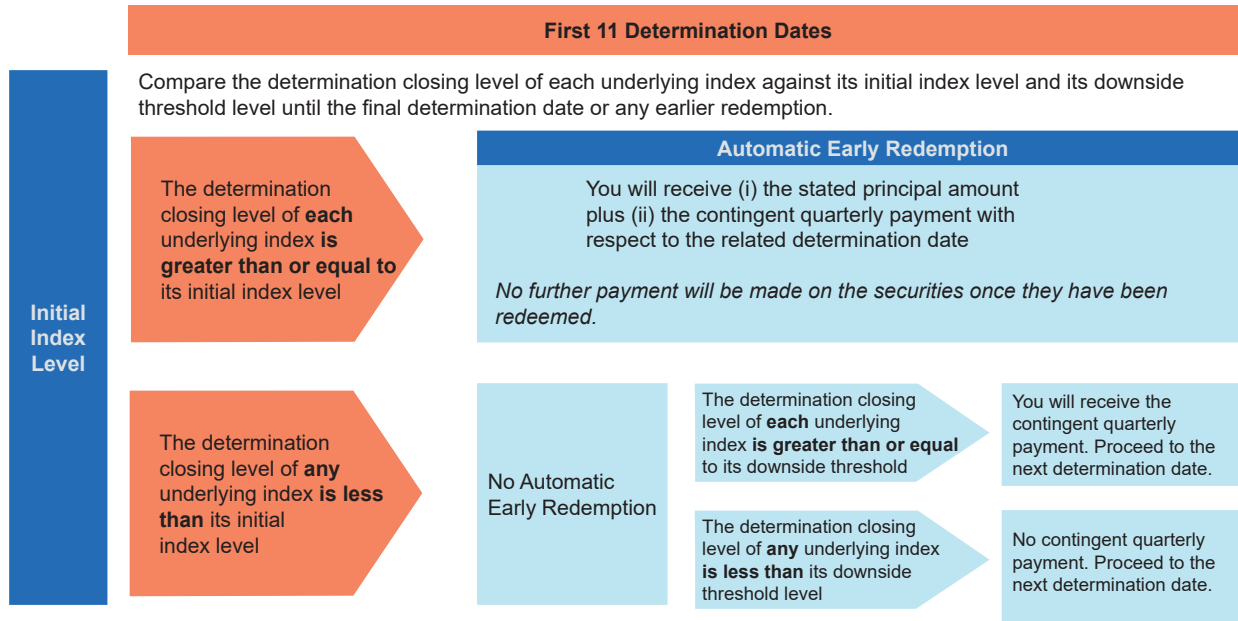 First 11 Determination Dates
Compare the determination closing level of each underlying index against its initial index level and its downside
threshold level until the final determination date or any earlier redemption.
Initial
Index
Level
The determination
closing level of each
underlying index is
greater than or equal to
its initial index level
Automatic Early Redemption
You will receive (i) the stated principal amount
plus (ii) the contingent quarterly payment with
respect to the related determination date
No further payment will be made on the securities once they have been
redeemed.
The determination
closing level of any
underlying index is less
than its initial
index level
No Automatic
Early Redemption
The determination closing
level of each underlying
index is greater than or equal
to its downside threshold
You will receive the
contingent quarterly
payment. Proceed to the
next determination date.
The determination closing
level of any underlying index
is less than its downside
threshold level
No contingent quarterly
payment. Proceed to the
next determination date.